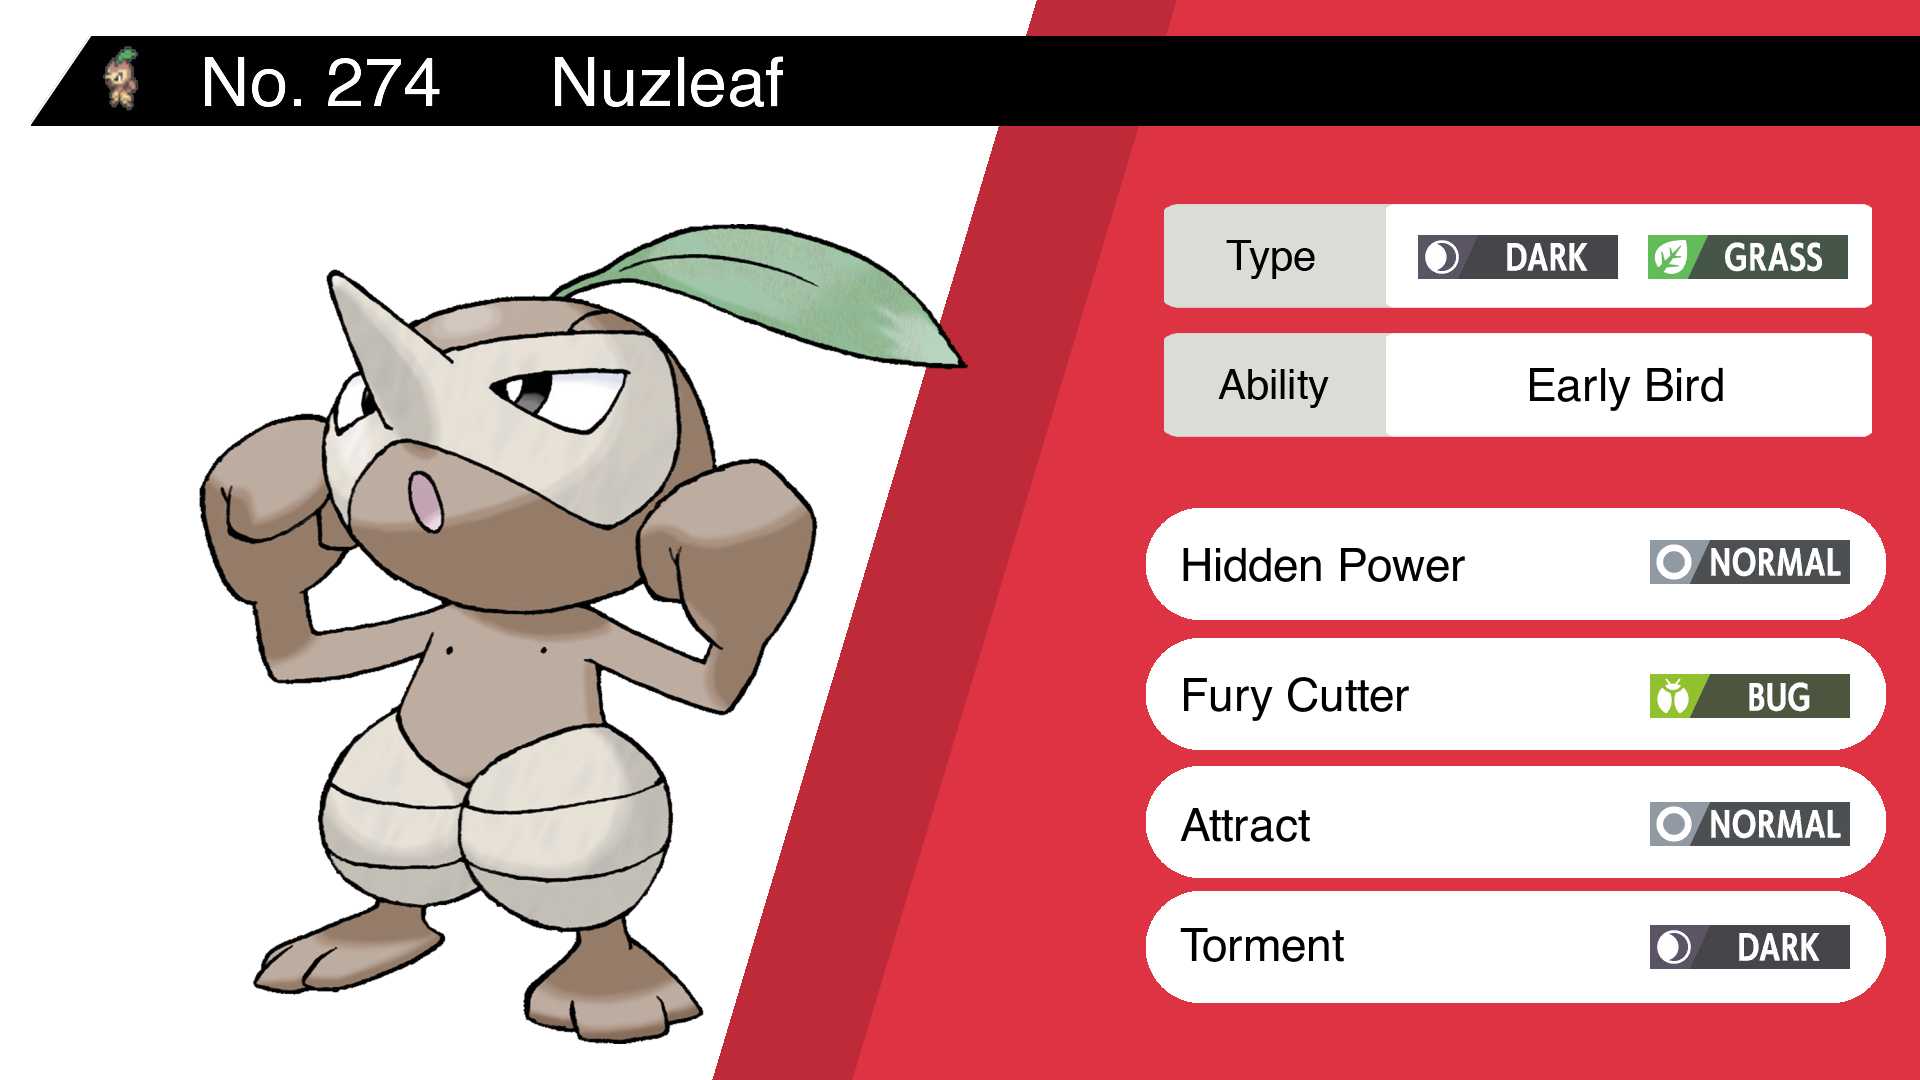 No. 274 Nuzleaf
Type DARK GRASS
Ability Early Bird
Hidden Power NORMAL
Fury Cutter BUG
Attract NORMAL
Torment DARK